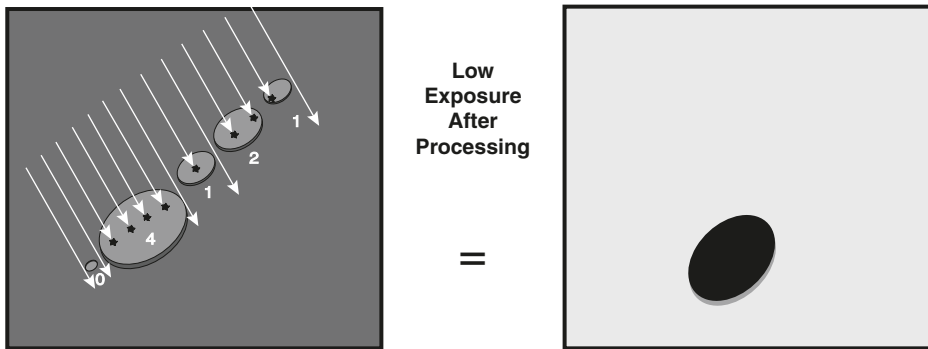 1
2
1
4
0
Low
Exposure
After
Processing
=